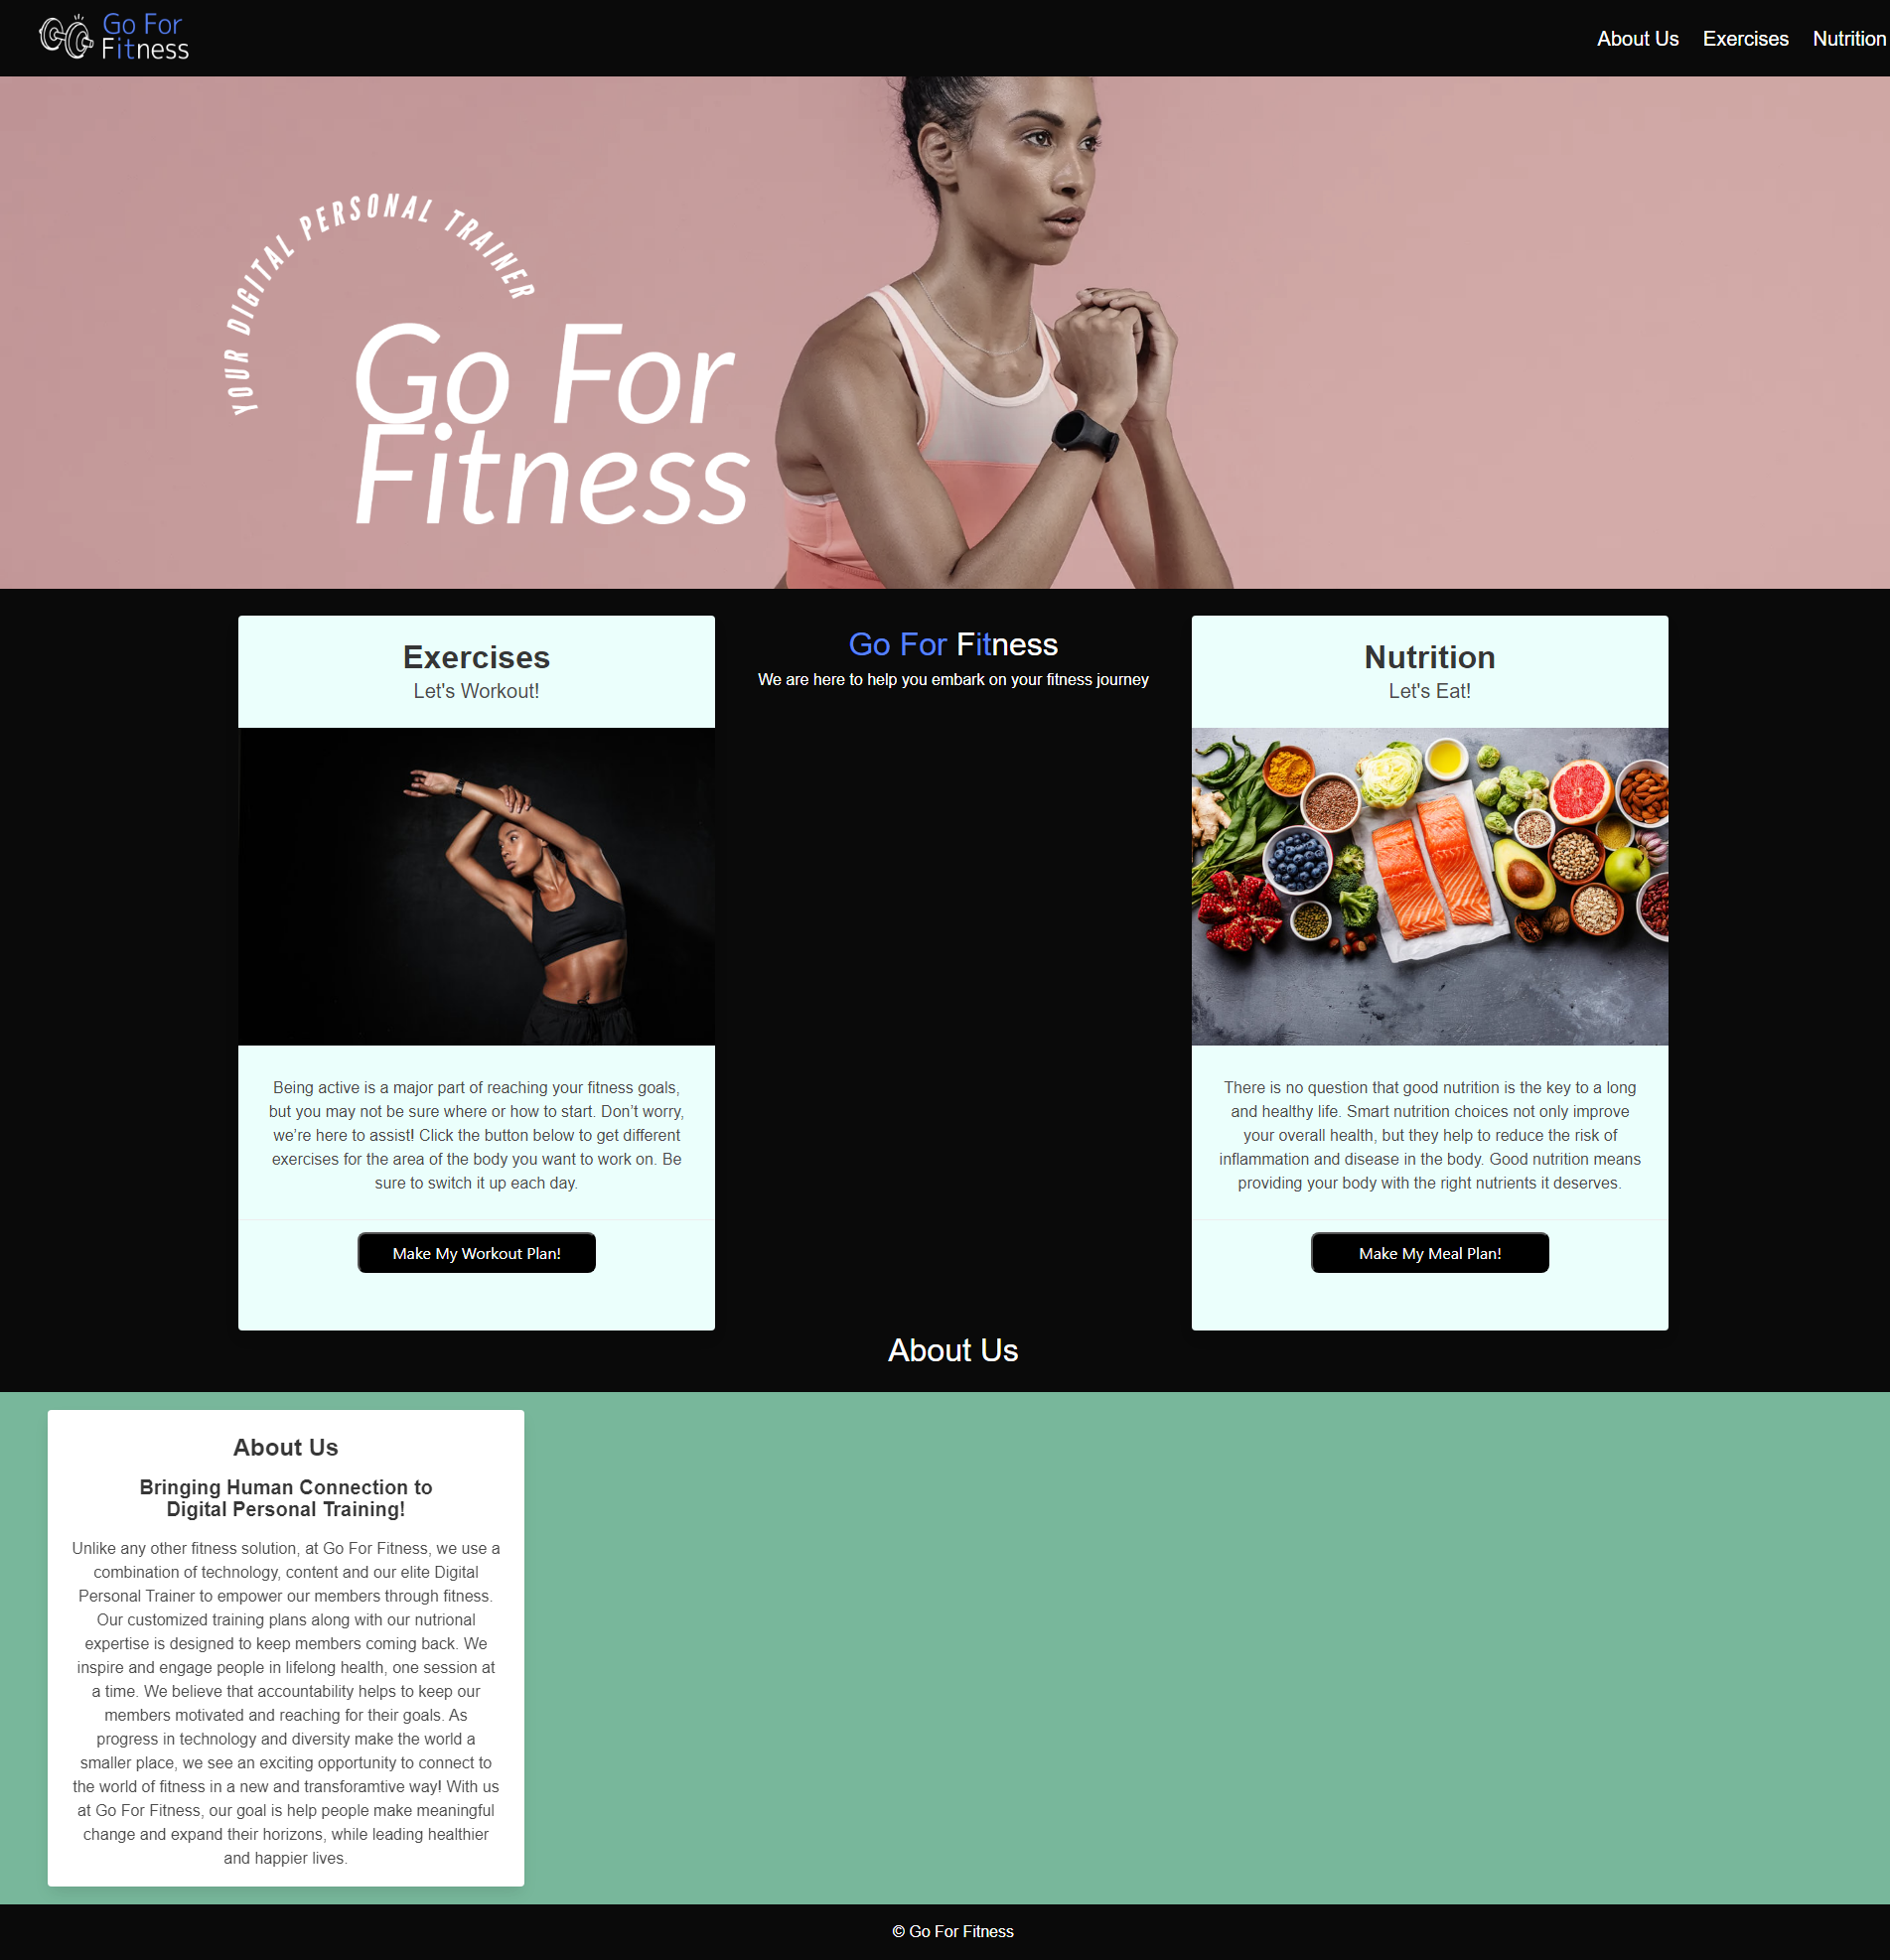 Go For
Fitness
About Us Exercises Nutrition
YOUR DIGITAL PERSONAL TRAINER
Go For
Fitness
Exercises
Let's Workout!
Being active is a major part of reaching your fitness goals,
but you may not be sure where or how to start. Don’t worry,
we’re here to assist! Click the button below to get different
exercises for the area of the body you want to work on. Be
sure to switch it up each day.
Make My Workout Plan!
Go For Fitness
We are here to help you embark on your fitness journey
Nutrition
Let's Eat!
There is no question that good nutrition is the key to a long
and healthy life. Smart nutrition choices not only improve
your overall health, but they help to reduce the risk of
inflammation and disease in the body. Good nutrition means
providing your body with the right nutrients it deserves.
Make My Meal Plan!
About Us
About Us
Bringing Human Connection to
Digital Personal Training!
Unlike any other fitness solution, at Go For Fitness, we use a
combination of technology, content and our elite Digital
Personal Trainer to empower our members through fitness.
Our customized training plans along with our nutrional
expertise is designed to keep members coming back. We
inspire and engage people in lifelong health, one session at
a time. We believe that accountability helps to keep our
members motivated and reaching for their goals. As
progress in technology and diversity make the world a
smaller place, we see an exciting opportunity to connect to
the world of fitness in a new and transforamtive way! With us
at Go For Fitness, our goal is help people make meaningful
change and expand their horizons, while leading healthier
and happier lives.
© Go For Fitness